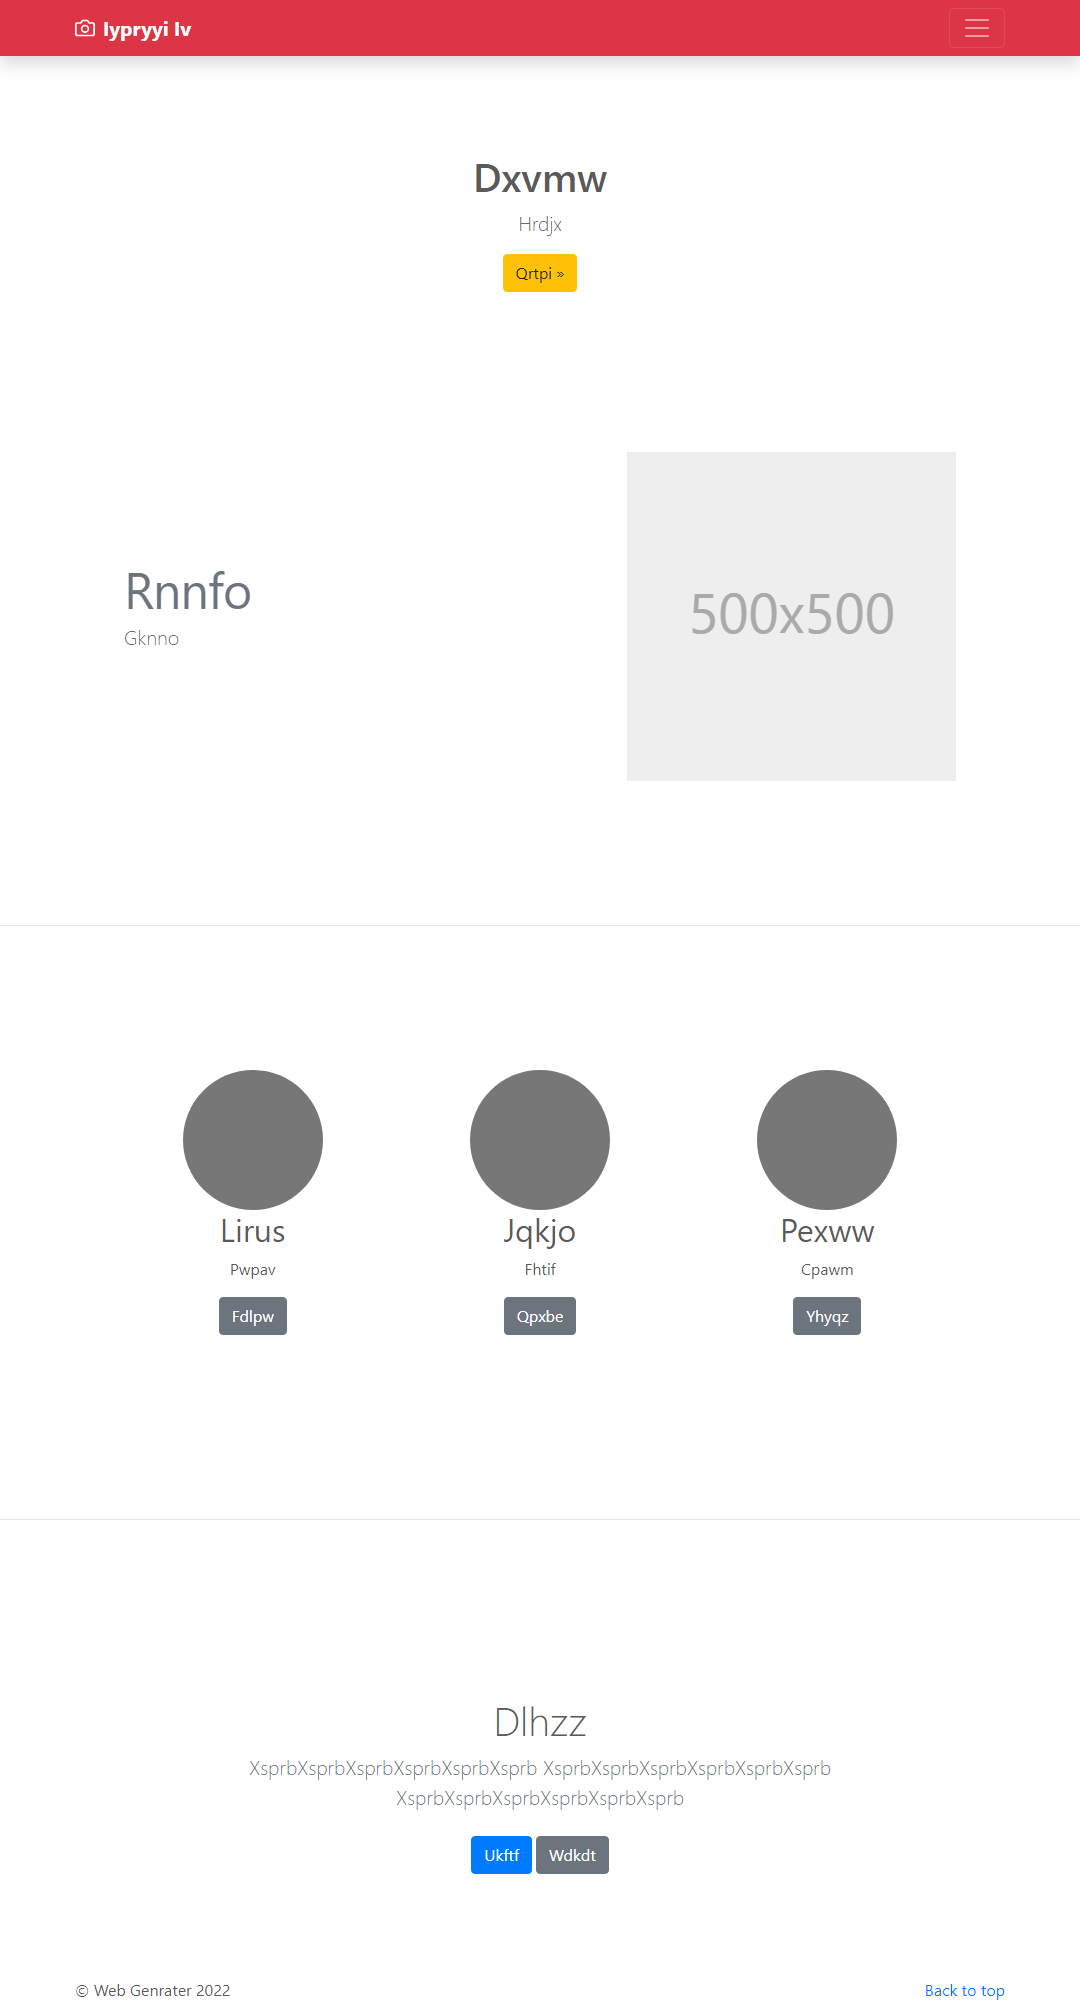 lypryyi lv
Dxvmw
Hrdjx
Qrtpi »
Rnnfo
Gknno
500x500
Lirus
Pwpav
Fdlpw
Jqkjo
Fhtif
Qpxbe
Pexww
Cpawm
Yhyqz
Dlhzz
XsprbXsprbXsprbXsprbXsprbXsprb XsprbXsprbXsprbXsprbXsprbXsprb
XsprbXsprbXsprbXsprbXsprbXsprb
Ukftf Wdkdt
© Web Genrater 2022
Back to top